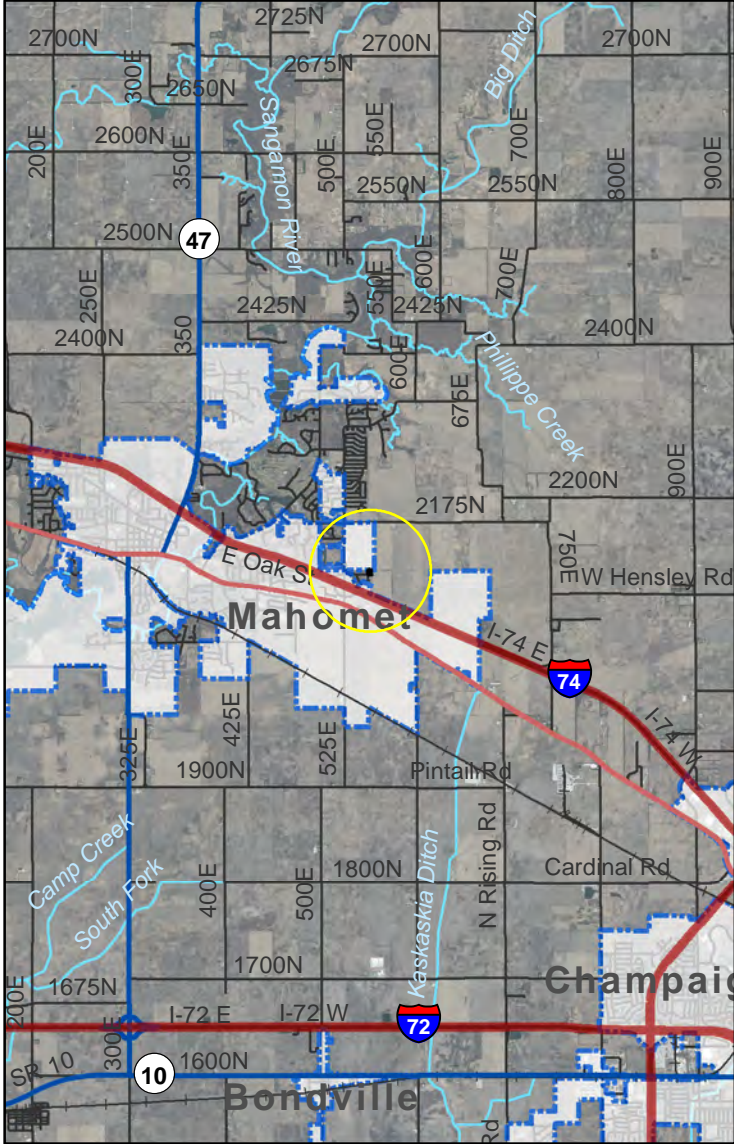 2725N
2700N
2700N
2700N
2675N
300E
2650N
Big Ditch
Sangamon River
2600N
550E
700E
200E
350E
500E
900E
2550N
2550N
800E
2500N
47
600E
550E
700E
250E
2425N
2425N
350
2400N
2400N
Phillippe Creek
600E
675E
2200N
900E
2175N
E Oak S
750E
W Hensley Rd
Mahomet
I-74 E
74
I-74 W
425E
525E
325E
1900N
Pintail Rd
Camp Creek
South Fork
Kaskaskia Ditch
N Rising Rd
1800N
Cardinal Rd
400E
500E
1700N
1675N
Champaig
200E
I-72 E
I-72 W
72
300E
SR 10
10
1600N
Bondville
Rd